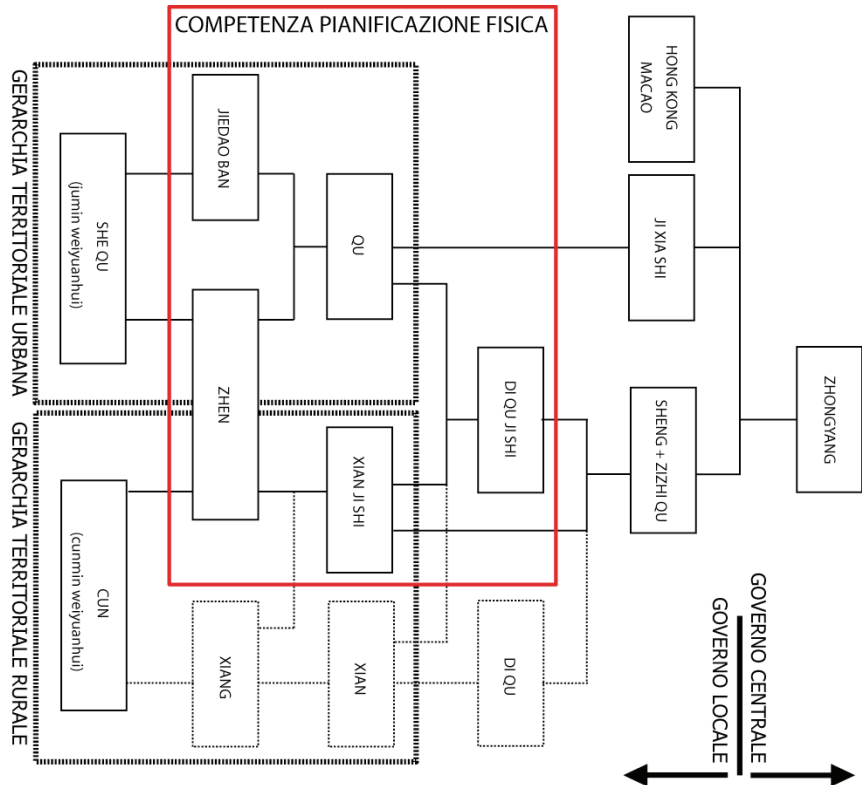 COMPETENZA PIANIFICAZIONE FISICA
GERARCHIA TERRITORIALE URBANA
GERARCHIA TERRITORIALE RURALE
SHE QU
(jumin weiyuanhui)
CUN
(cunmin weiyuanhui)
JIEDAO BAN
ZHEN
XIANG
QU
XIAN JI SHI
XIAN
DI QU JI SHI
DI QU
HONG KONG
MACAO
JI XIA SHI
SHENG + ZIZHI QU
ZHONGYANG
GOVERNO CENTRALE
GOVERNO LOCALE